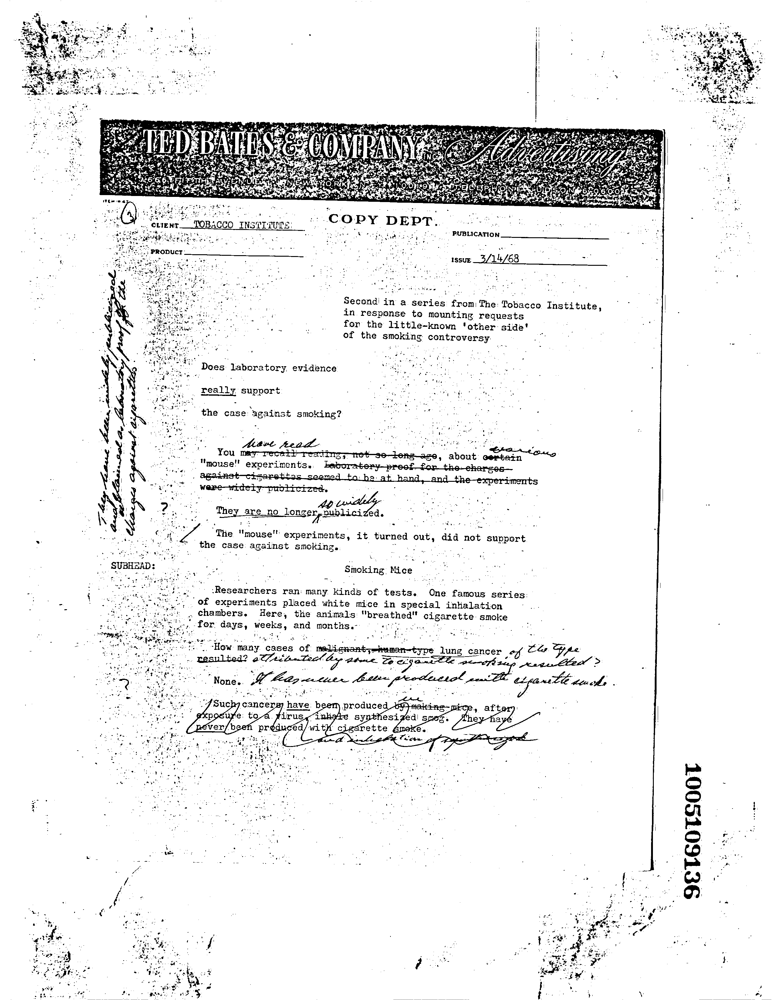 TED BATES & COMPANY Advertising
2
CLIENT TOBACCO INSTITUTE
COPY DEPT.
PUBLICATION
PRODUCT
ISSUE 3/14/68
Second in a series from The Tobacco Institute,
in response to mounting requests
for the little-known 'other side'
of the smoking controversy
They have been widely publicized
and claimed as laboratory proof of the
charges against cigarettes
Does laboratory evidence
really support
the case against smoking?
have read various
You may recall reading, not so long ago, about certain
"mouse" experiments. Laboratory proof for the charges
against cigarettes seemed to be at hand, and the experiments
were widely publicized.
so widely
? They are no longer publicized.
The "mouse" experiments, it turned out, did not support
the case against smoking.
SUBHEAD:
Smoking Mice
Researchers ran many kinds of tests. One famous series
of experiments placed white mice in special inhalation
chambers. Here, the animals "breathed" cigarette smoke
for days, weeks, and months.
How many cases of malignant, human-type lung cancer of the type
resulted? attributed by some to cigarette smoking resulted?
? None. It has never been produced with cigarette smoke.
in
Such cancers have been produced by making mice, after
exposure to a virus, inhale synthesized smog. They have
never been produced with cigarette smoke.
and inhalation of
1005109136